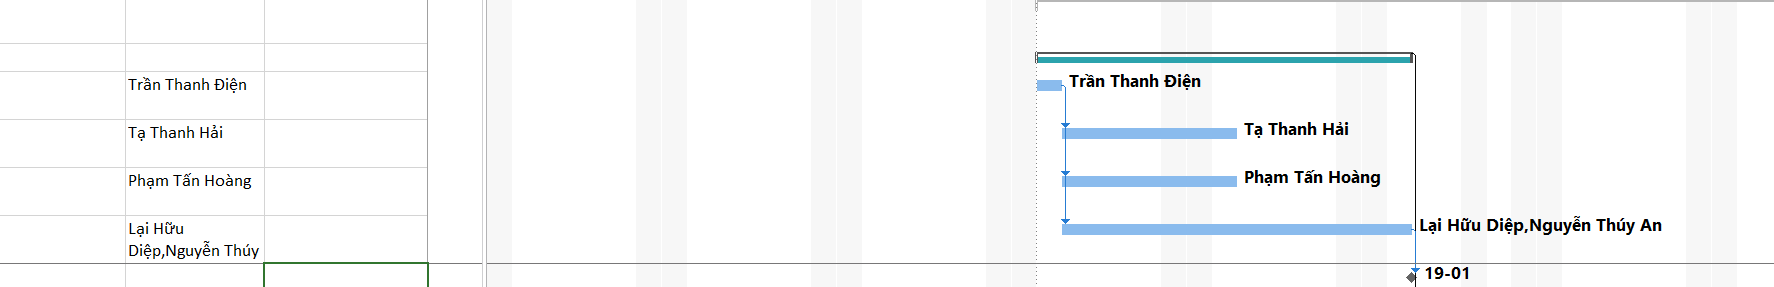 Trần Thanh Điện
Trần Thanh Điện
Tạ Thanh Hải
Tạ Thanh Hải
Phạm Tấn Hoàng
Phạm Tấn Hoàng
Lại Hữu
Diệp,Nguyễn Thúy
Lại Hữu Diệp,Nguyễn Thúy An
19-01